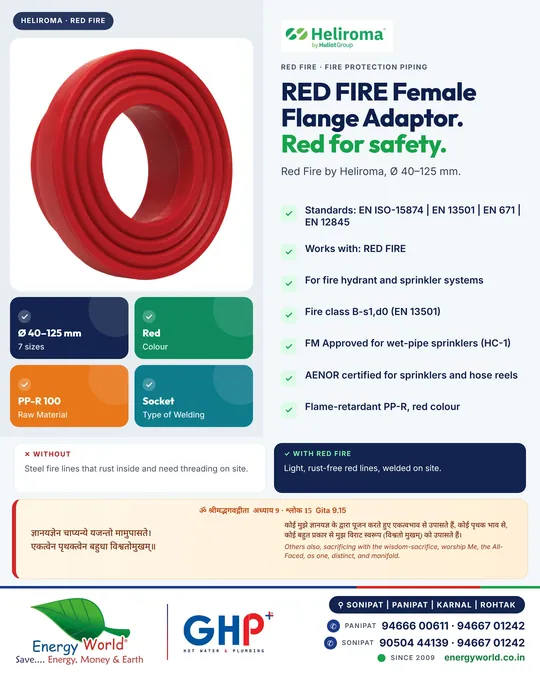 HELIROMA · RED FIRE
Heliroma®
by HuliotGroup
RED FIRE · FIRE PROTECTION PIPING
RED FIRE Female
Flange Adaptor.
Red for safety.
Red Fire by Heliroma, Ø 40–125 mm.
Standards: EN ISO-15874 | EN 13501 | EN 671 |
EN 12845
Works with: RED FIRE
For fire hydrant and sprinkler systems
Fire class B-s1,d0 (EN 13501)
FM Approved for wet-pipe sprinklers (HC-1)
AENOR certified for sprinklers and hose reels
Flame-retardant PP-R, red colour
Ø 40–125 mm
7 sizes
Red
Colour
PP-R 100
Raw Material
Socket
Type of Welding
✕ WITHOUT
Steel fire lines that rust inside and need threading on site.
✓ WITH RED FIRE
Light, rust-free red lines, welded on site.
ॐ श्रीमद्भगवद्गीता अध्याय 9 · श्लोक 15 Gita 9.15
ज्ञानयज्ञेन चाप्यन्ये यजन्तो मामुपासते।
एकत्वेन पृथक्त्वेन बहुधा विश्वतोमुखम्॥
कोई मुझे ज्ञानयज्ञ के द्वारा पूजन करते हुए एकत्वभाव से उपासते हैं, कोई पृथक भाव से,
कोई बहुत प्रकार से मुझ विराट स्वरूप (विश्वतो मुखम्) को उपासते हैं।
Others also, sacrificing with the wisdom-sacrifice, worship Me, the All-
Faced, as one, distinct, and manifold.
Energy World
Save.... Energy, Money & Earth
GHP+
HOT WATER & PLUMBING
SONIPAT | PANIPAT | KARNAL | ROHTAK
PANIPAT 94666 00611 · 94667 01242
SONIPAT 90504 44139 · 94667 01242
SINCE 2009 energyworld.co.in